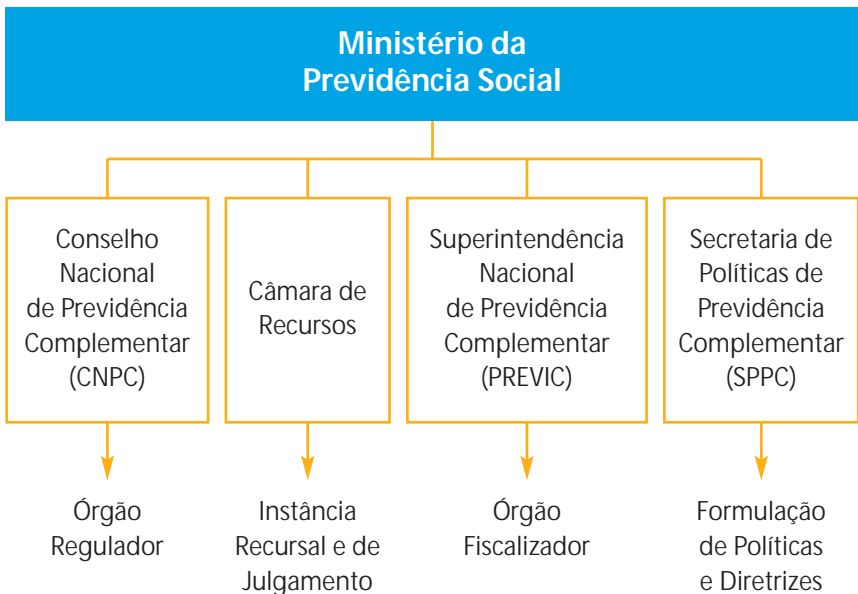 Ministério da
Previdência Social
Conselho
Nacional
de Previdência
Complementar
(CNPC)
Câmara de
Recursos
Superintendência
Nacional
de Previdência
Complementar
(PREVIC)
Secretaria de
Políticas de
Previdência
Complementar
(SPPC)
Órgão
Regulador
Instância
Recursal e de
Julgamento
Órgão
Fiscalizador
Formulação
de Políticas
e Diretrizes